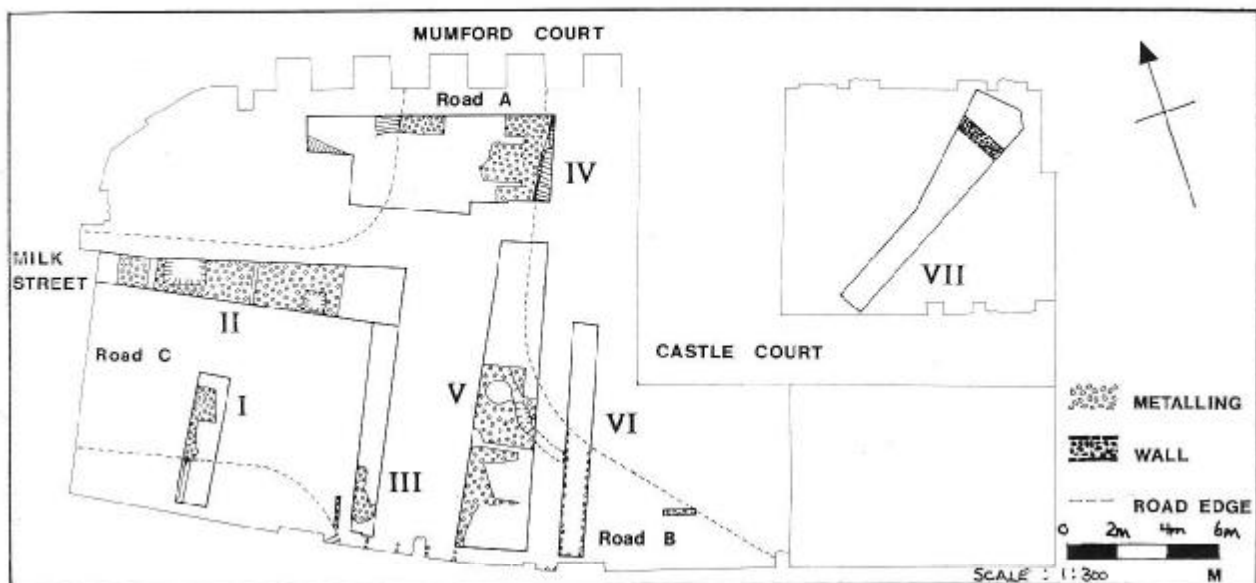 MUMFORD COURT
Road A
IV
MILK
STREET
II
VII
Road C
CASTLE COURT
I
V
VI
METALLING
WALL
III
ROAD EDGE
Road B
0 2m 4m 6m
SCALE : 1:300 M